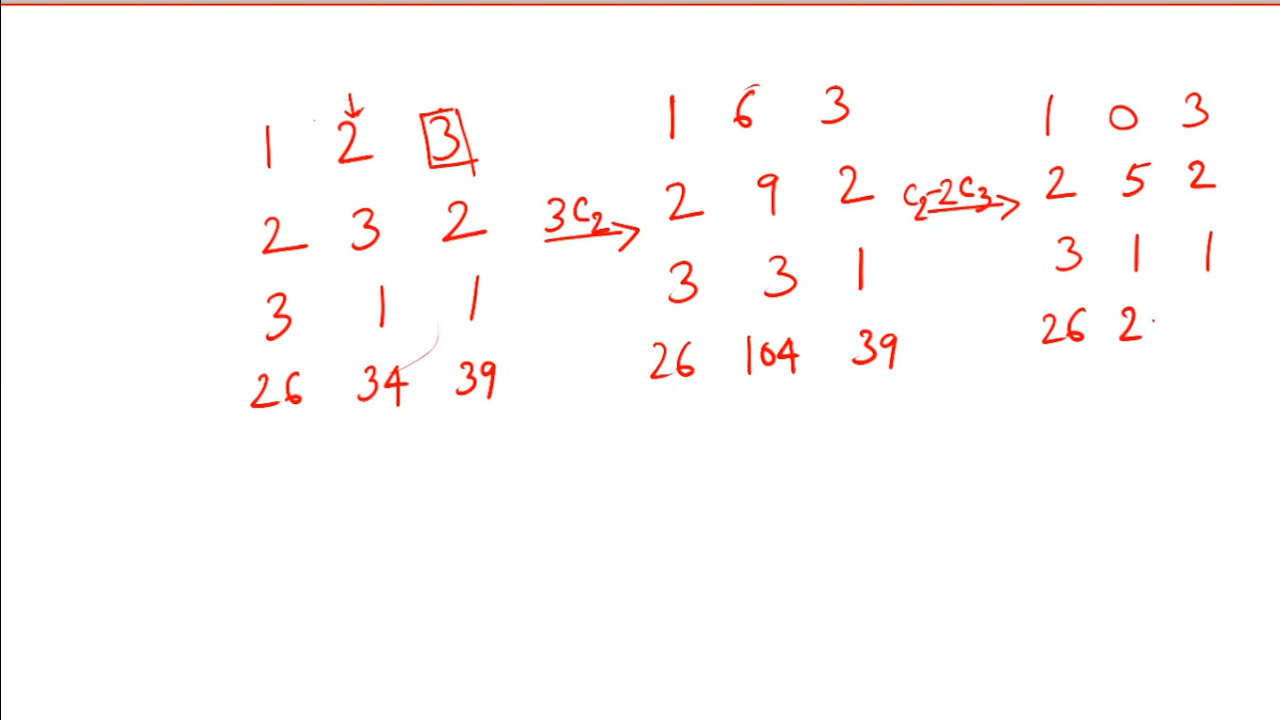 1 2 3
2 3 2
3 1 1
26 34 39
3C₂
1 6 3
2 9 2
3 3 1
26 104 39
C₂-2C₃
1 0 3
2 5 2
3 1 1
26 2